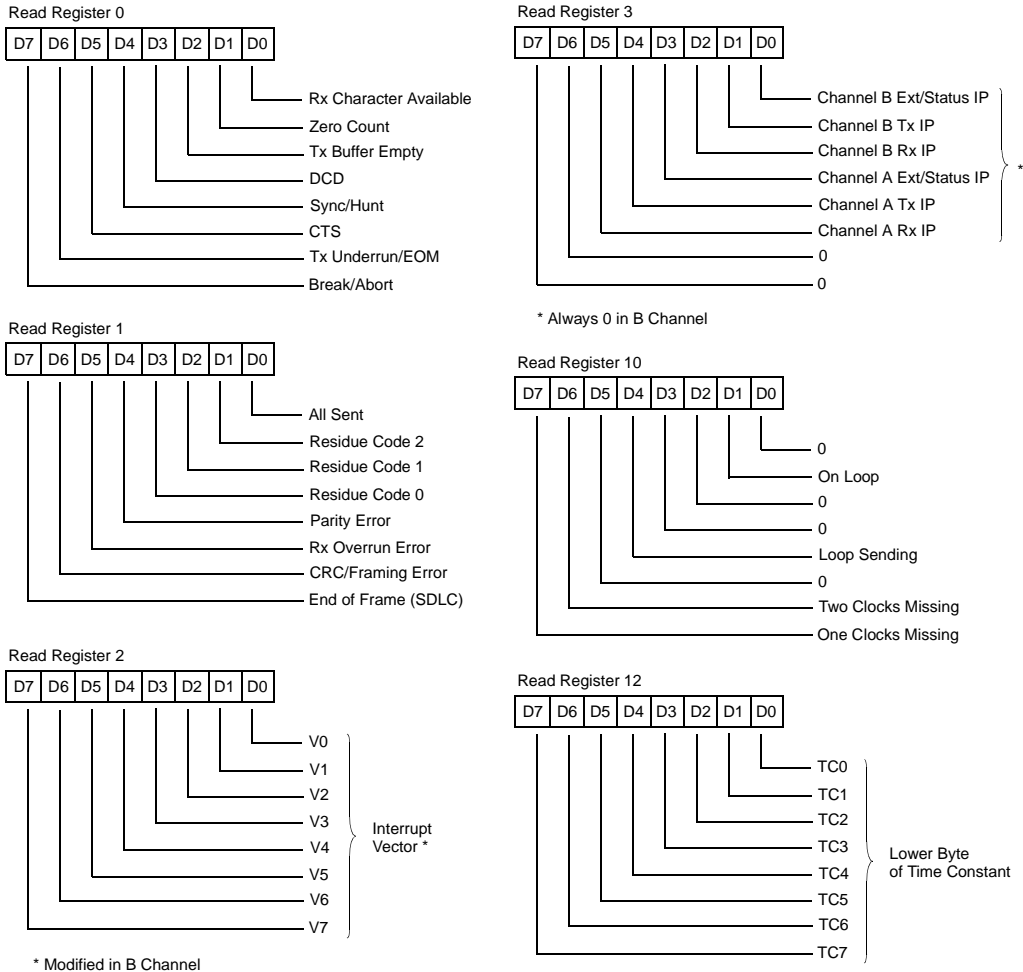 Read Register 0
D7 D6 D5 D4 D3 D2 D1 D0
Rx Character Available
Zero Count
Tx Buffer Empty
DCD
Sync/Hunt
CTS
Tx Underrun/EOM
Break/Abort
Read Register 1
D7 D6 D5 D4 D3 D2 D1 D0
All Sent
Residue Code 2
Residue Code 1
Residue Code 0
Parity Error
Rx Overrun Error
CRC/Framing Error
End of Frame (SDLC)
Read Register 2
D7 D6 D5 D4 D3 D2 D1 D0
V0
V1
V2
V3
V4
V5
V6
V7
Interrupt
Vector *
* Modified in B Channel
Read Register 3
D7 D6 D5 D4 D3 D2 D1 D0
Channel B Ext/Status IP
Channel B Tx IP
Channel B Rx IP
Channel A Ext/Status IP
Channel A Tx IP
Channel A Rx IP
0
0
*
* Always 0 in B Channel
Read Register 10
D7 D6 D5 D4 D3 D2 D1 D0
0
On Loop
0
0
Loop Sending
0
Two Clocks Missing
One Clocks Missing
Read Register 12
D7 D6 D5 D4 D3 D2 D1 D0
TC0
TC1
TC2
TC3
TC4
TC5
TC6
TC7
Lower Byte
of Time Constant